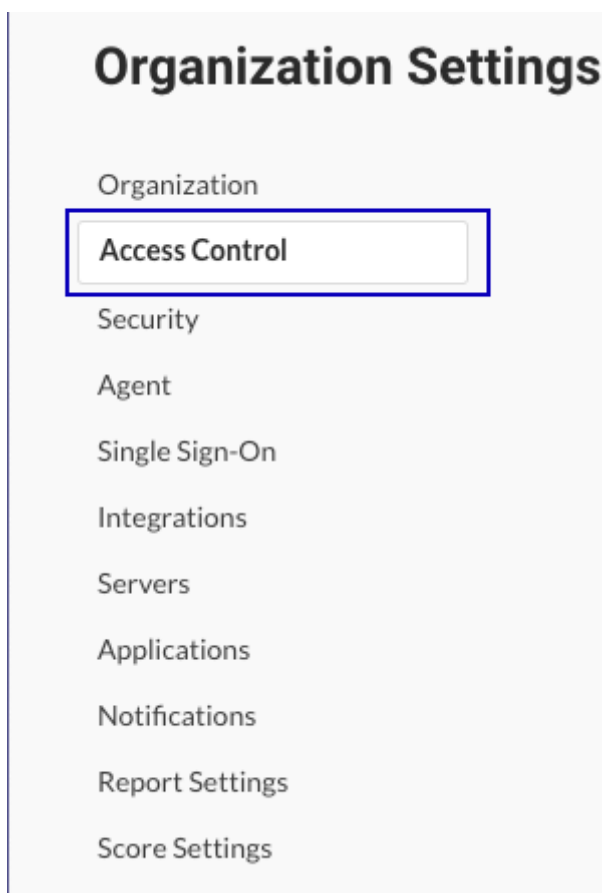 Organization Settings
Organization
Access Control
Security
Agent
Single Sign-On
Integrations
Servers
Applications
Notifications
Report Settings
Score Settings